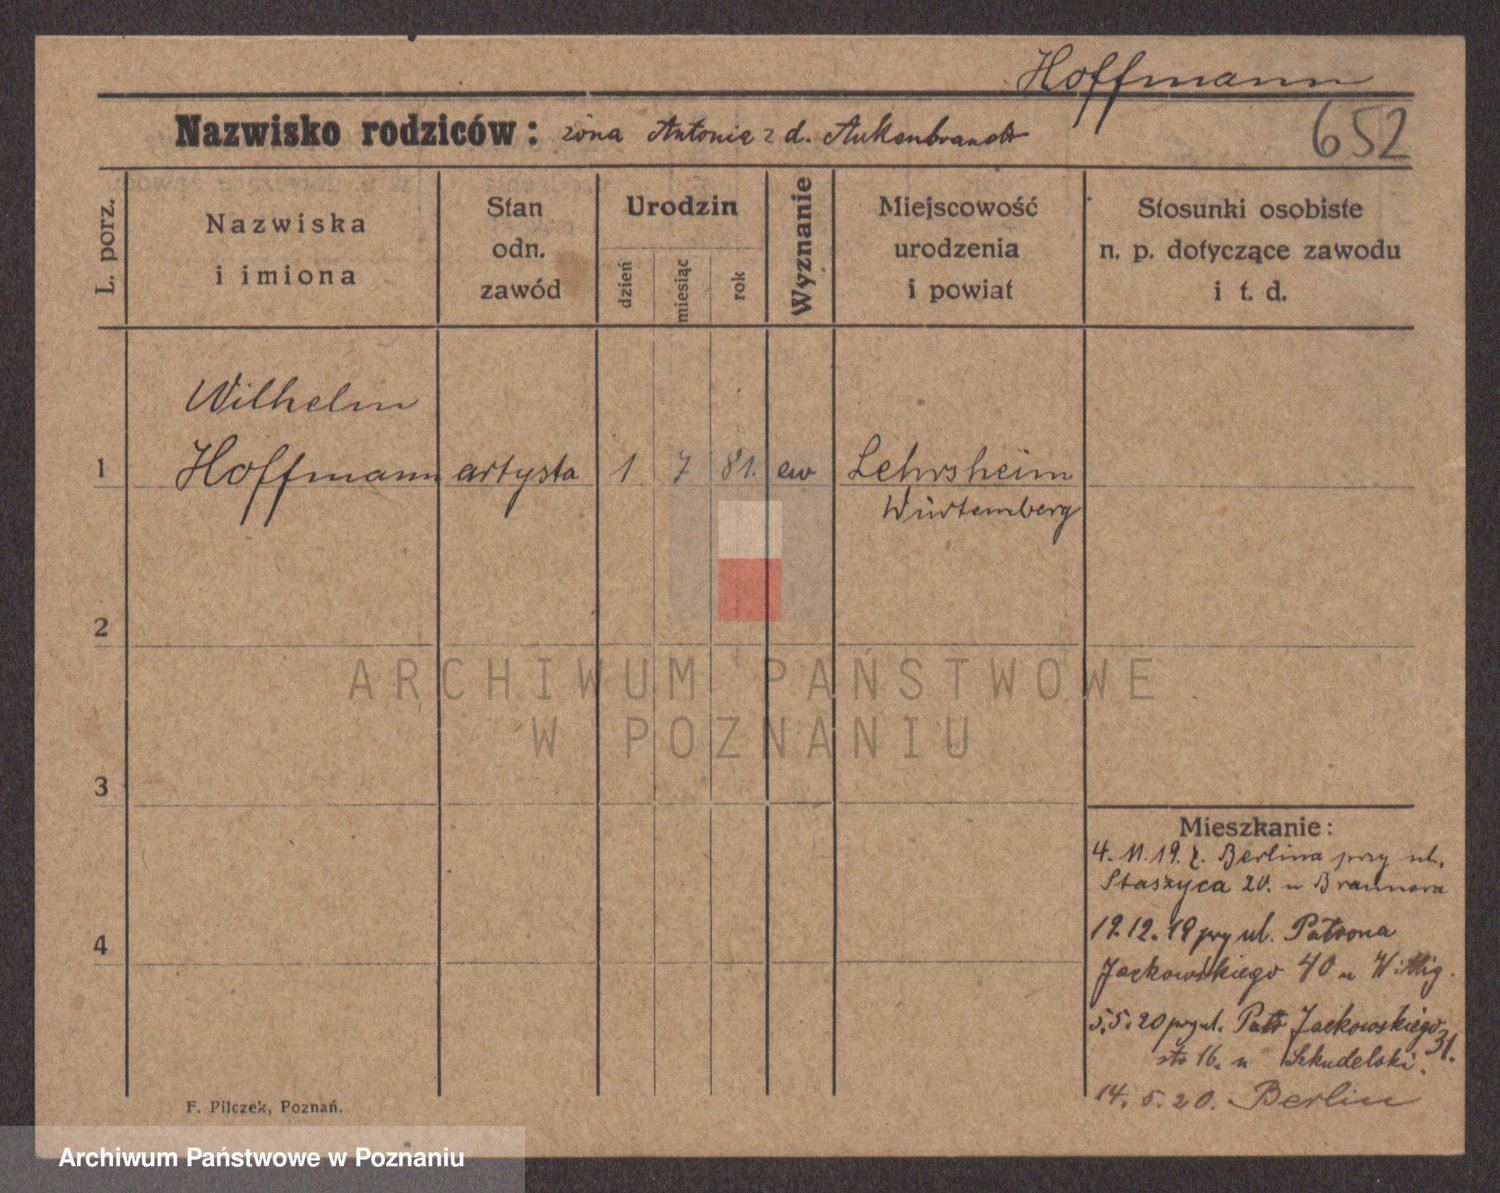 Hoffmann
652
Nazwisko rodziców: żona Antonie z d. Aukenbrandt
L. porz.
Nazwiska
i imiona
Stan
odn.
zawód
Urodzin
dzień
miesiąc
rok
Wyznanie
Miejscowość
urodzenia
i powiat
Stosunki osobiste
n. p. dotyczące zawodu
i t. d.
Wilhelm
1 Hoffmann artysta 1 7 81. ew Lehrsheim
Würtemberg
2
3
4
Mieszkanie:
4. 11. 19. z. Berlina przy ul.
Staszyca 20. u Braunera
12 12. 19 przy ul. Patrona
Jackowskiego 40 u Wittig.
5. 5. 20 przy ul. Patr Jackowskiego 31.
str 16. u Szkudelski.
14. 5. 20. Berlin
F. Pilczek, Poznań.
ARCHIWUM PAŃSTWOWE
W POZNANIU
Archiwum Państwowe w Poznaniu